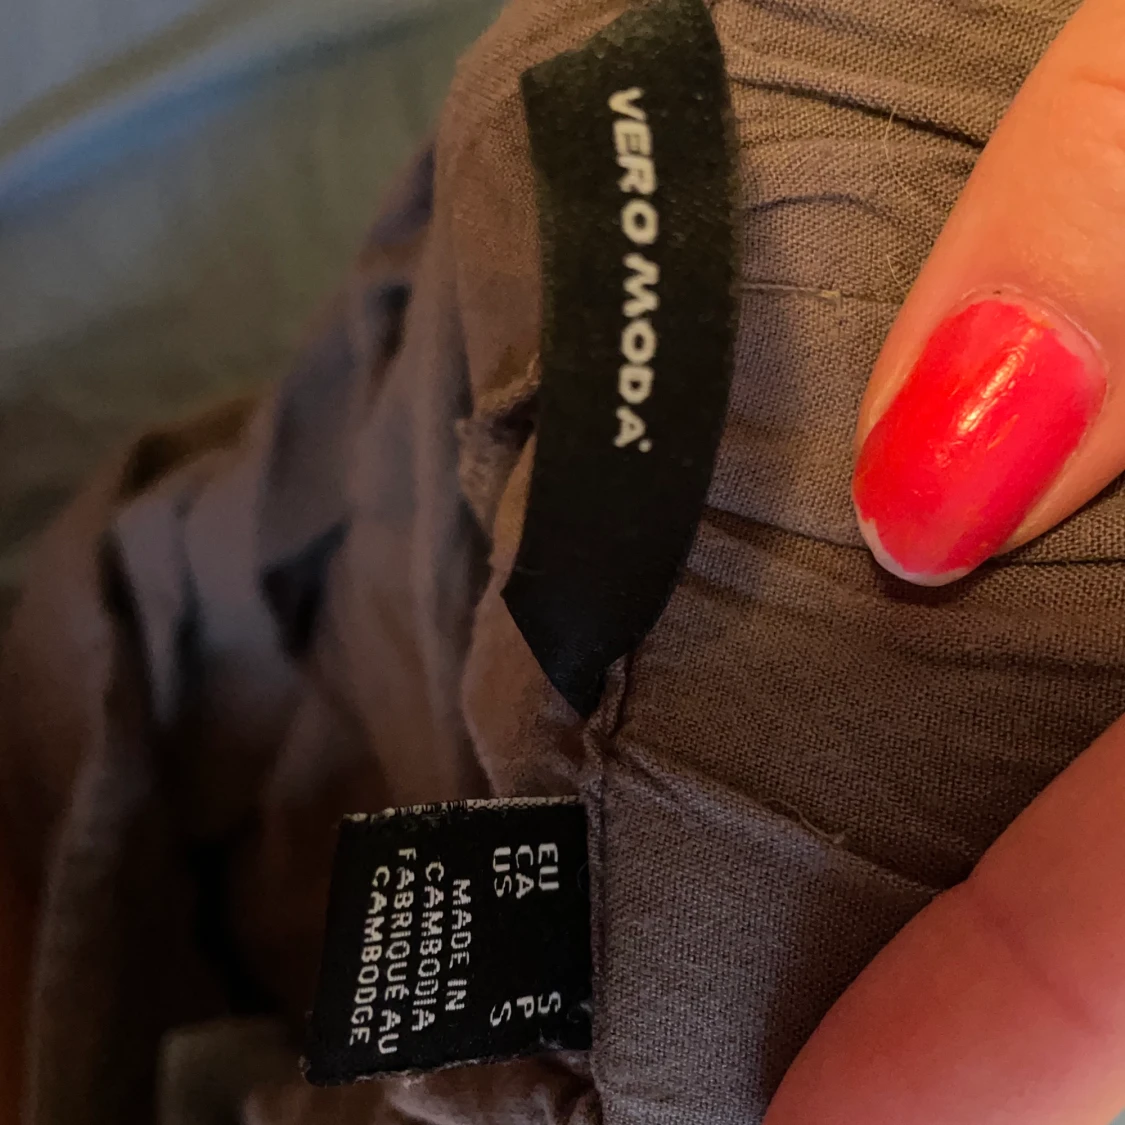 VERO MODA
EU S
CA P
US S
MADE IN
CAMBODIA
FABRIQUÉ AU
CAMBODGE